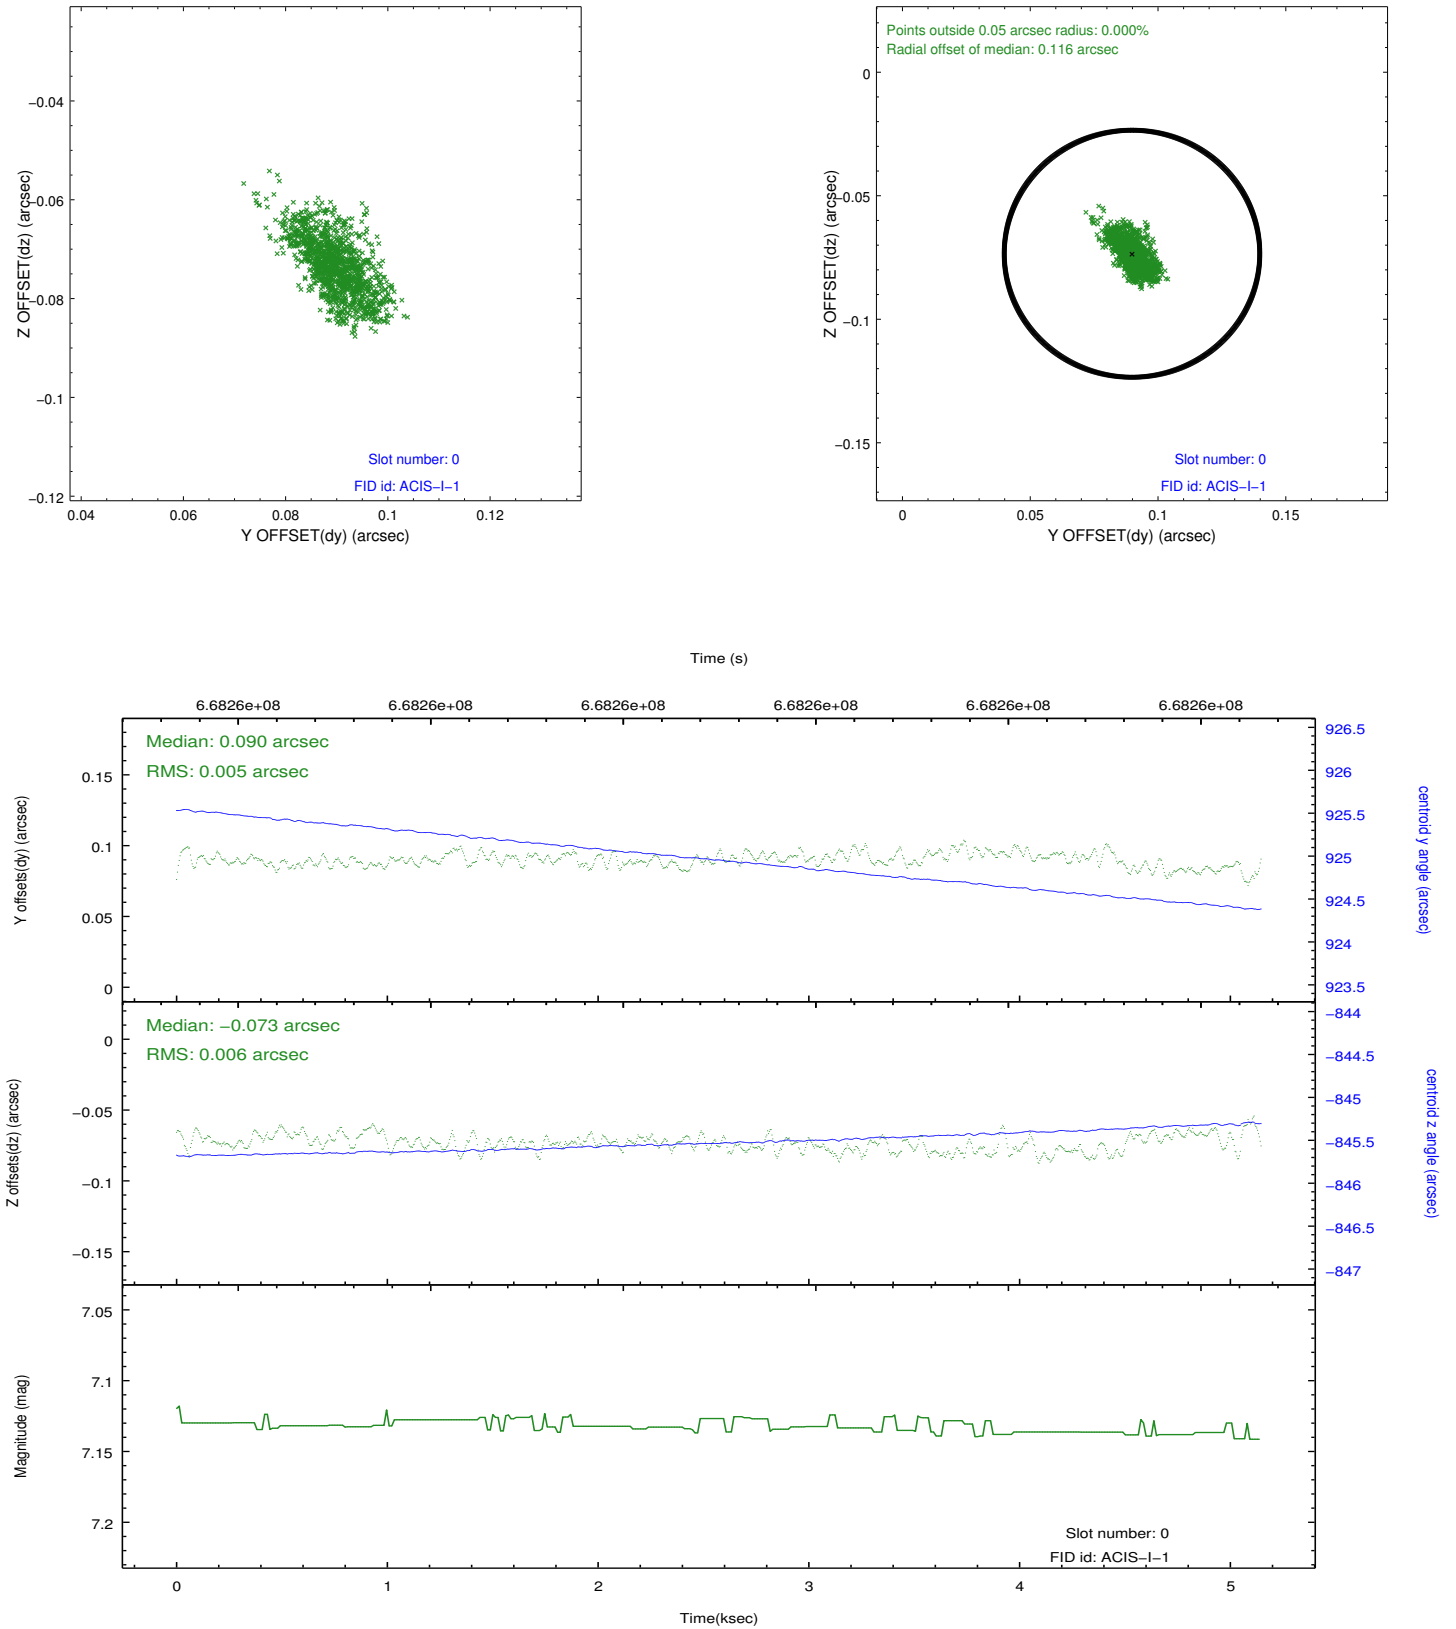 −0.04
−0.06
−0.08
−0.1
−0.12
Z OFFSET(dz) (arcsec)
Slot number: 0
FID id: ACIS−I−1
0.04
0.06
0.08
0.1
0.12
Y OFFSET(dy) (arcsec)
Points outside 0.05 arcsec radius: 0.000%
Radial offset of median: 0.116 arcsec
0
−0.05
−0.1
−0.15
Z OFFSET(dz) (arcsec)
Slot number: 0
FID id: ACIS−I−1
0
0.05
0.1
0.15
Y OFFSET(dy) (arcsec)
Time (s)
6.6826e+08
6.6826e+08
6.6826e+08
6.6826e+08
6.6826e+08
6.6826e+08
Median: 0.090 arcsec
RMS: 0.005 arcsec
0.15
0.1
0.05
0
Y offsets(dy) (arcsec)
926.5
926
925.5
925
924.5
924
923.5
centroid y angle (arcsec)
Median: −0.073 arcsec
RMS: 0.006 arcsec
0
−0.05
−0.1
−0.15
Z offsets(dz) (arcsec)
−844
−844.5
−845
−845.5
−846
−846.5
−847
centroid z angle (arcsec)
7.05
7.1
7.15
7.2
Magnitude (mag)
Slot number: 0
FID id: ACIS−I−1
0
1
2
3
4
5
Time(ksec)